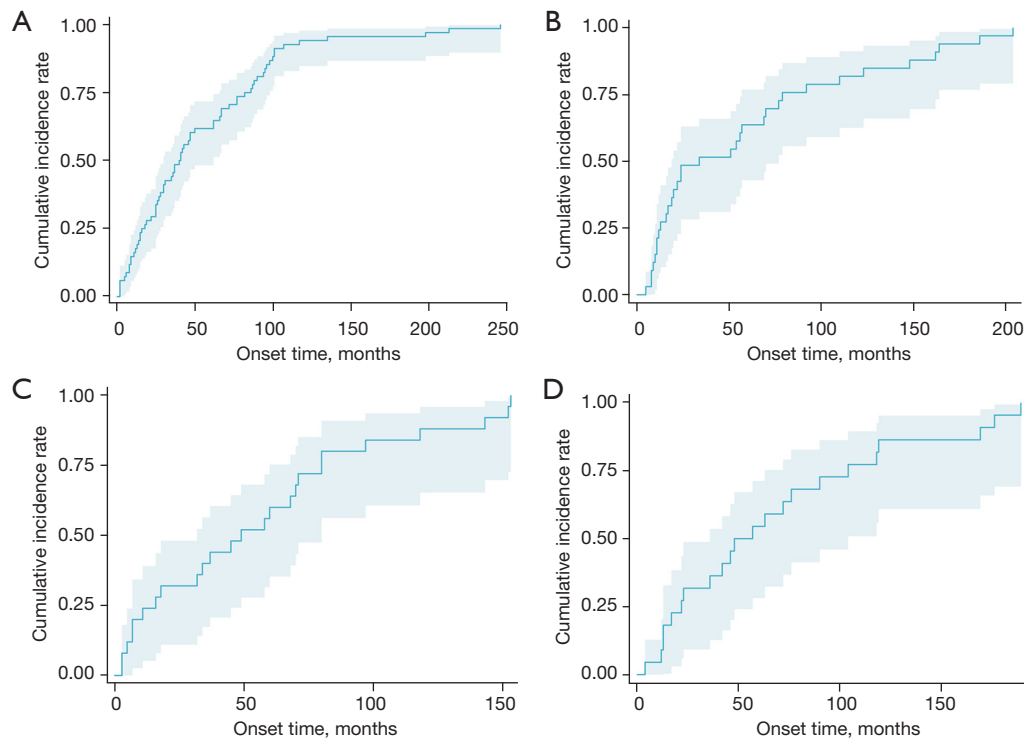 A
Cumulative incidence rate
1.00
0.75
0.50
0.25
0.00
0 50 100 150 200 250
Onset time, months
B
Cumulative incidence rate
1.00
0.75
0.50
0.25
0.00
0 50 100 150 200
Onset time, months
C
Cumulative incidence rate
1.00
0.75
0.50
0.25
0.00
0 50 100 150
Onset time, months
D
Cumulative incidence rate
1.00
0.75
0.50
0.25
0.00
0 50 100 150
Onset time, months